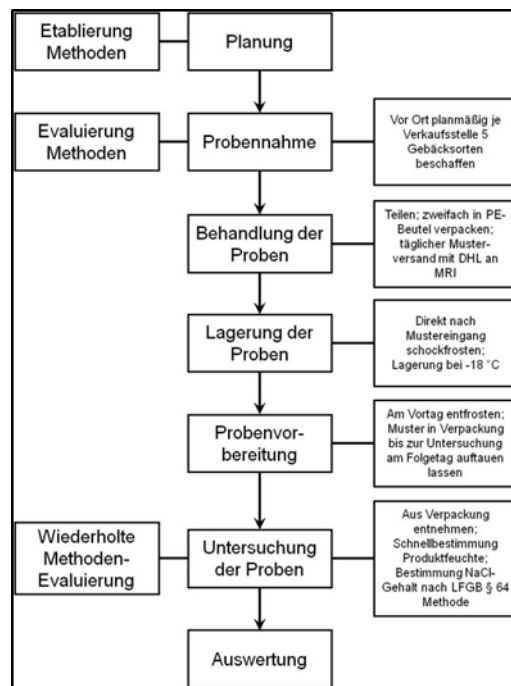 Etablierung
Methoden
Planung
Evaluierung
Methoden
Probennahme
Vor Ort planmäßig je
Verkaufsstelle 5
Gebäcksorten
beschaffen
Behandlung der
Proben
Teilen; zweifach in PE-
Beutel verpacken;
täglicher Muster-
versand mit DHL an
MRI
Lagerung der
Proben
Direkt nach
Mustereingang
schockfrosten;
Lagerung bei -18 °C
Probenvor-
bereitung
Am Vortag entfrosten;
Muster in Verpackung
bis zur Untersuchung
am Folgetag auftauen
lassen
Wiederholte
Methoden-
Evaluierung
Untersuchung
der Proben
Aus Verpackung
entnehmen;
Schnellbestimmung
Produktfeuchte;
Bestimmung NaCl-
Gehalt nach LFGB § 64
Methode
Auswertung